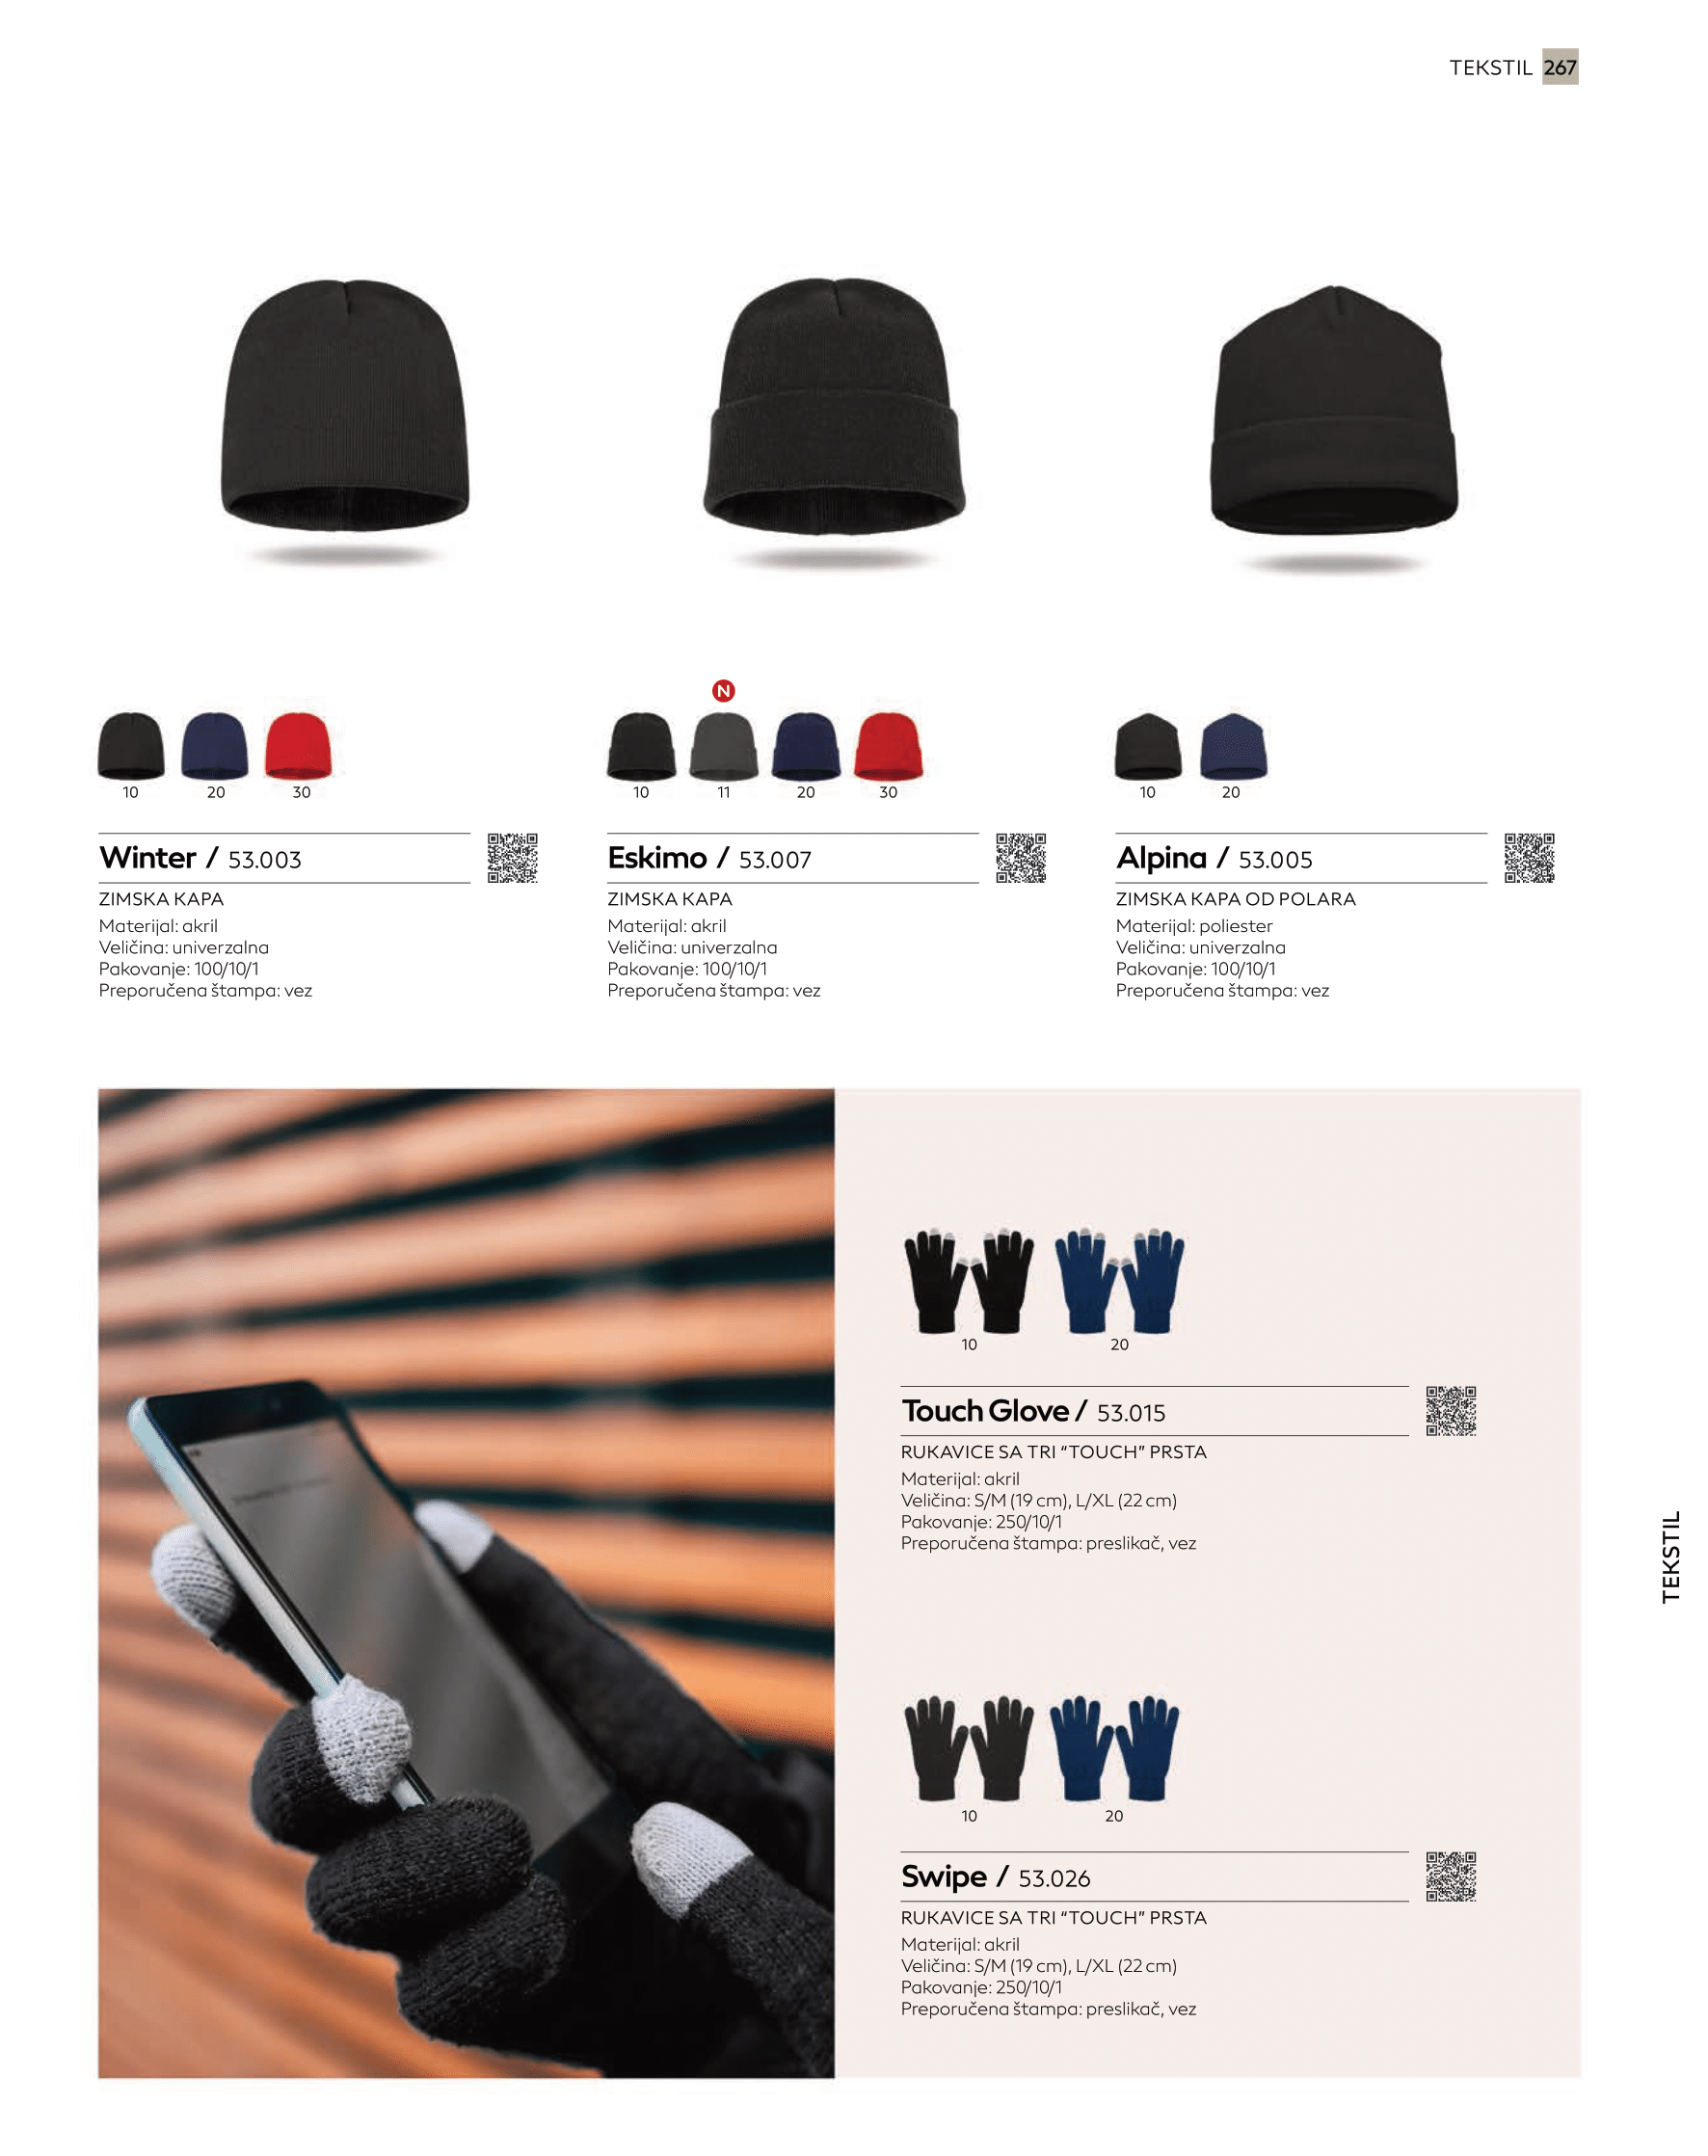 TEKSTIL 267
10 20 30
Winter / 53.003
ZIMSKA KAPA
Materijal: akril
Veličina: univerzalna
Pakovanje: 100/10/1
Preporučena štampa: vez
N
10 11 20 30
Eskimo / 53.007
ZIMSKA KAPA
Materijal: akril
Veličina: univerzalna
Pakovanje: 100/10/1
Preporučena štampa: vez
10 20
Alpina / 53.005
ZIMSKA KAPA OD POLARA
Materijal: poliester
Veličina: univerzalna
Pakovanje: 100/10/1
Preporučena štampa: vez
10 20
Touch Glove / 53.015
RUKAVICE SA TRI “TOUCH” PRSTA
Materijal: akril
Veličina: S/M (19 cm), L/XL (22 cm)
Pakovanje: 250/10/1
Preporučena štampa: preslikač, vez
10 20
Swipe / 53.026
RUKAVICE SA TRI “TOUCH” PRSTA
Materijal: akril
Veličina: S/M (19 cm), L/XL (22 cm)
Pakovanje: 250/10/1
Preporučena štampa: preslikač, vez
TEKSTIL